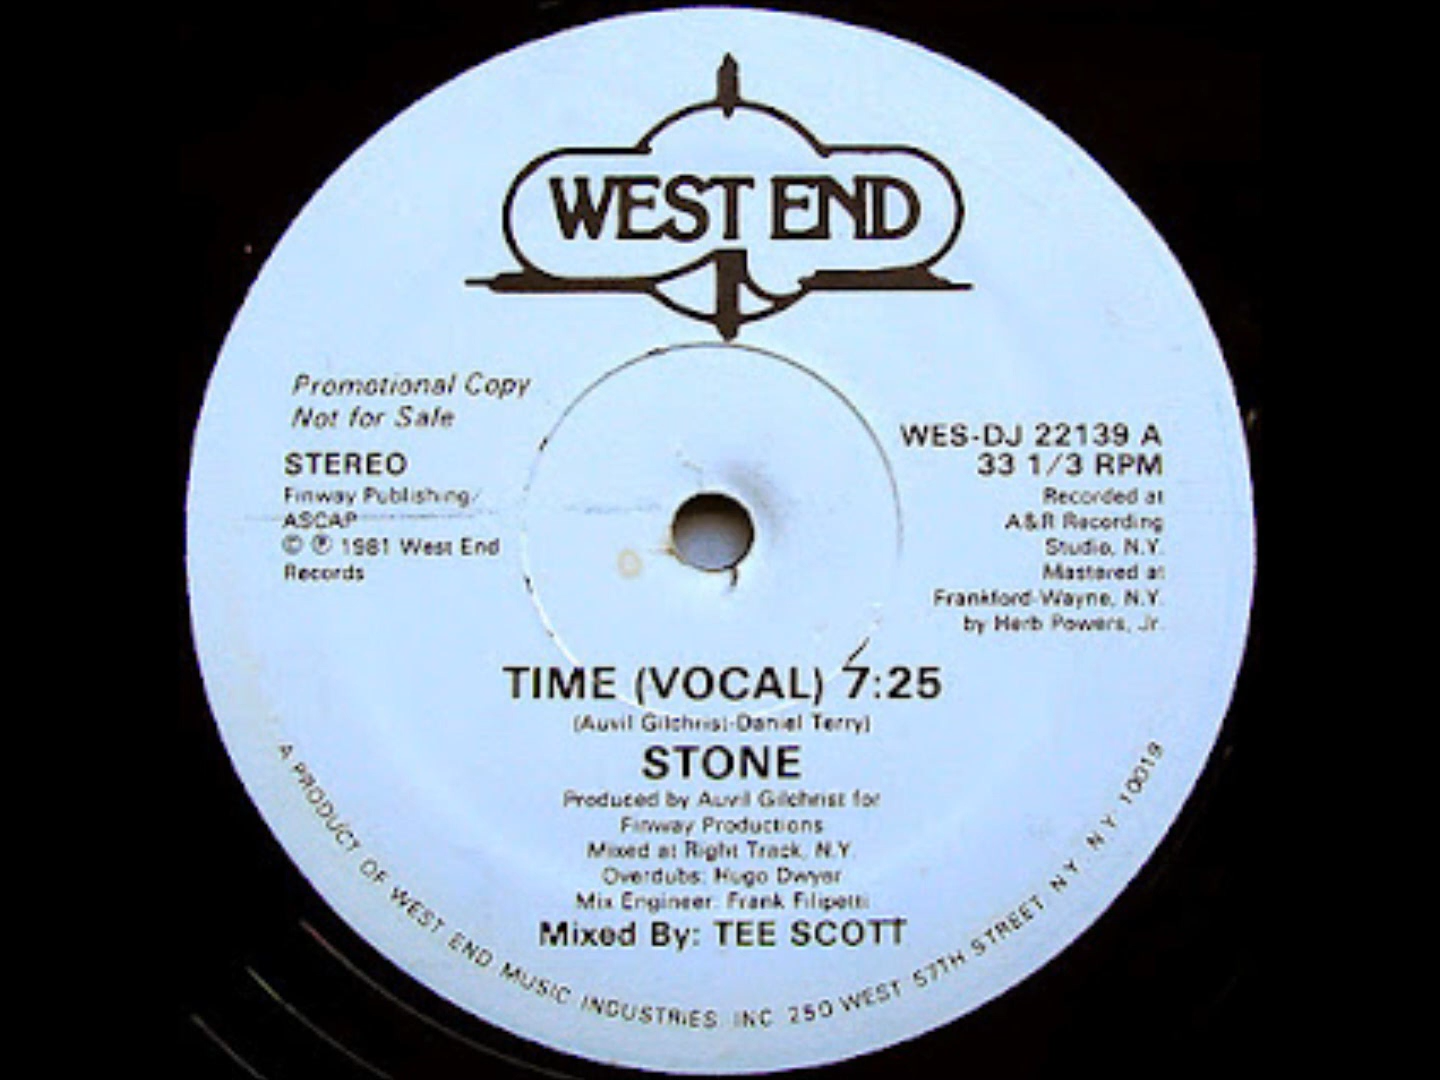 WEST END
Promotional Copy
Not for Sale
STEREO
Finway Publishing/
ASCAP
© ℗ 1981 West End
Records
WES-DJ 22139 A
33 1/3 RPM
Recorded at
A&R Recording
Studio, N.Y.
Mastered at
Frankford-Wayne, N.Y.
by Herb Powers, Jr.
TIME (VOCAL) 7:25
(Auvil Gilchrist-Daniel Terry)
STONE
Produced by Auvil Gilchrist for
Finway Productions
Mixed at Right Track, N.Y.
Overdubs: Hugo Dwyer
Mix Engineer: Frank Filipetti
Mixed By: TEE SCOTT
A PRODUCT OF WEST END MUSIC INDUSTRIES, INC. 250 WEST 57TH STREET N.Y. N.Y. 10019